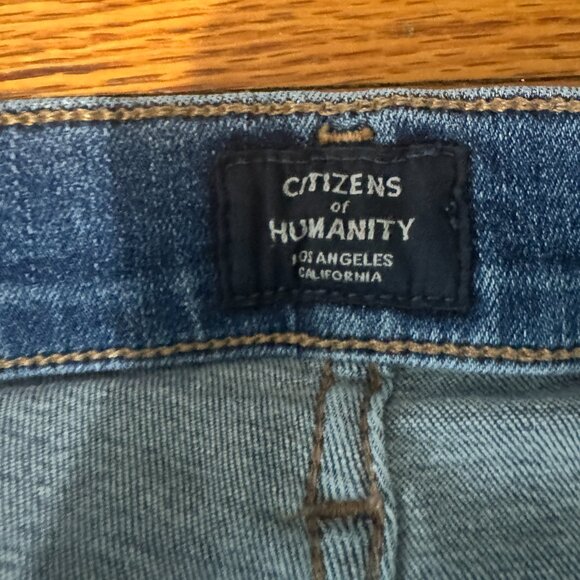 CITIZENS
OF
HUMANITY
LOS ANGELES
CALIFORNIA